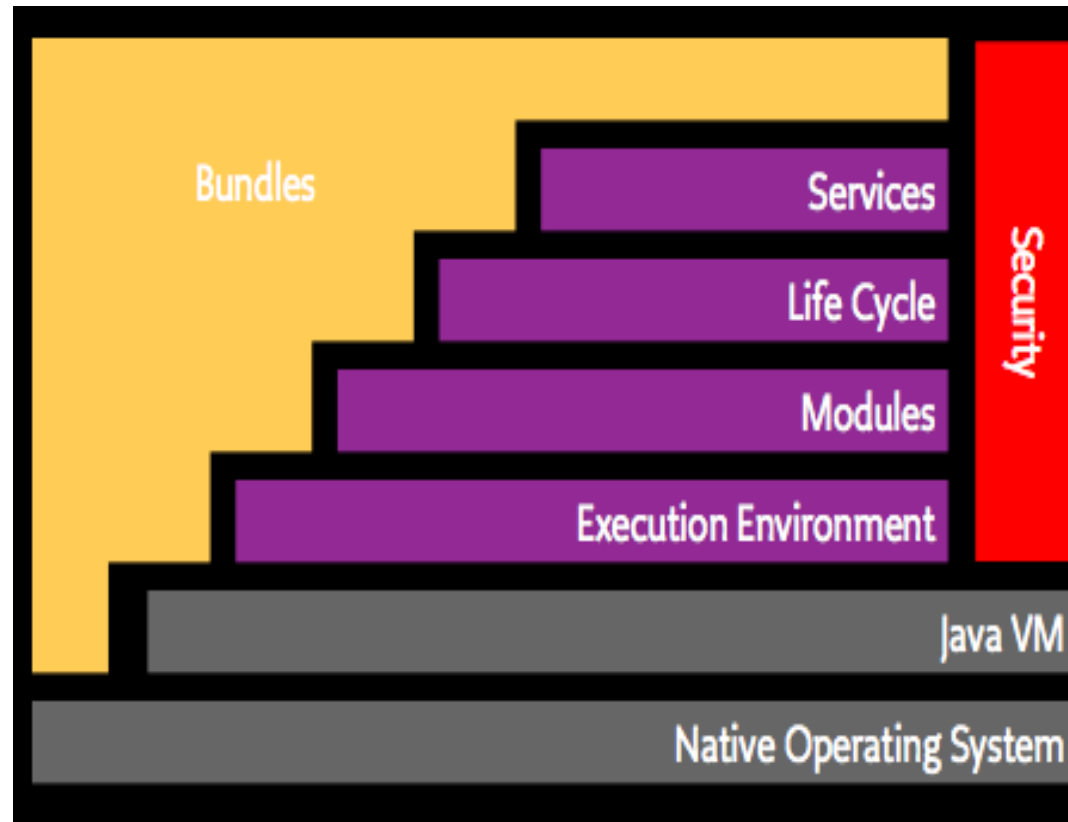 Bundles
Services
Life Cycle
Modules
Execution Environment
Security
Java VM
Native Operating System